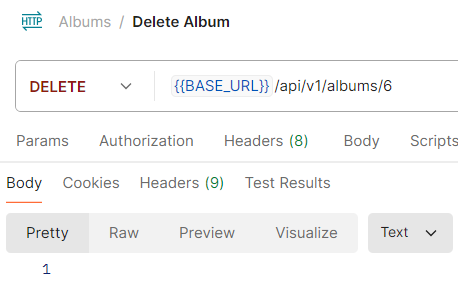 HTTP Albums / Delete Album
DELETE {{BASE_URL}}/api/v1/albums/6
Params Authorization Headers (8) Body Scripts
Body Cookies Headers (9) Test Results
Pretty Raw Preview Visualize Text
1